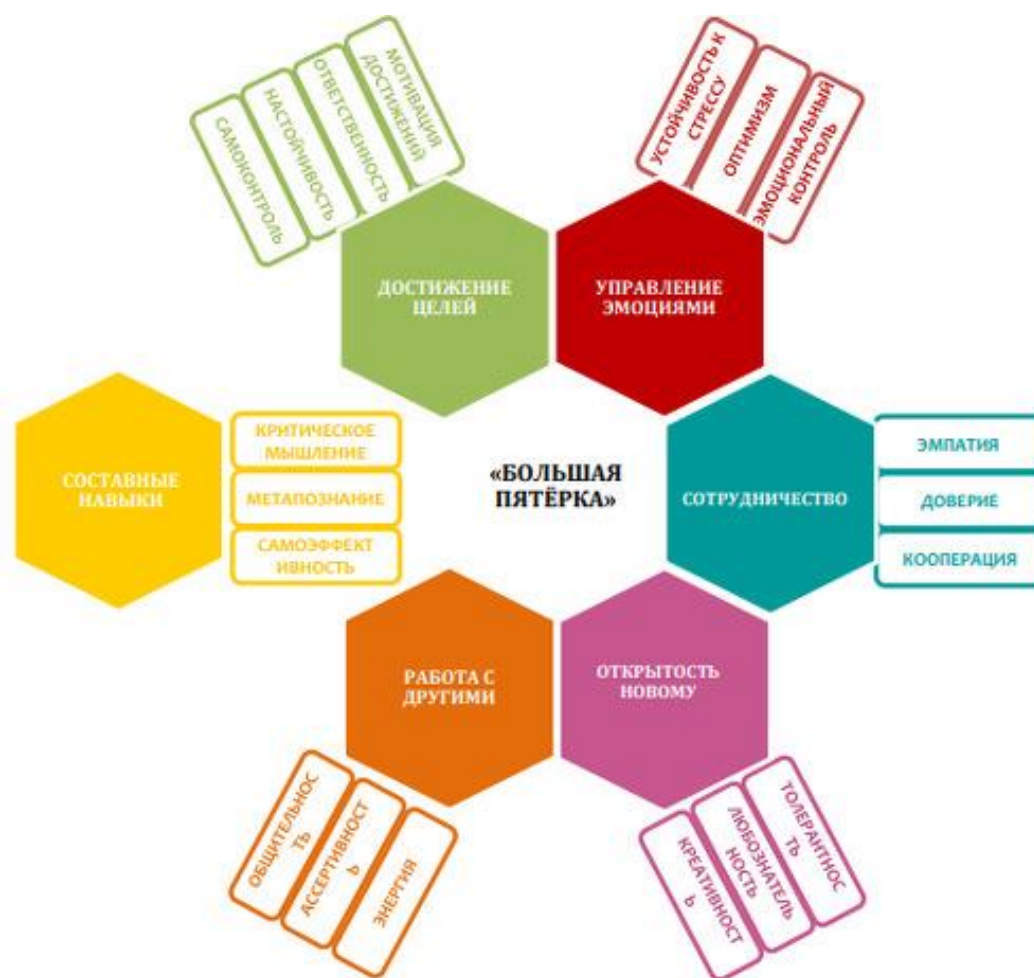 САМОКОНТРОЛЬ
НАСТОЙЧИВОСТЬ
ОТВЕТСТВЕННОСТЬ
МОТИВАЦИЯ
ДОСТИЖЕНИЙ
УСТОЙЧИВОСТЬ К
СТРЕССУ
ОПТИМИЗМ
ЭМОЦИОНАЛЬНЫЙ
КОНТРОЛЬ
ДОСТИЖЕНИЕ
ЦЕЛЕЙ
УПРАВЛЕНИЕ
ЭМОЦИЯМИ
СОСТАВНЫЕ
НАВЫКИ
КРИТИЧЕСКОЕ
МЫШЛЕНИЕ
МЕТАПОЗНАНИЕ
САМОЭФФЕКТ
ИВНОСТЬ
«БОЛЬШАЯ
ПЯТЁРКА»
СОТРУДНИЧЕСТВО
ЭМПАТИЯ
ДОВЕРИЕ
КООПЕРАЦИЯ
РАБОТА С
ДРУГИМИ
ОТКРЫТОСТЬ
НОВОМУ
ОБЩИТЕЛЬНОС
ТЬ
АССЕРТИВНОСТ
Ь
ЭНЕРГИЯ
КРЕАТИВНОСТ
Ь
ЛЮБОЗНАТЕЛЬ
НОСТЬ
ТОЛЕРАНТНОС
ТЬ